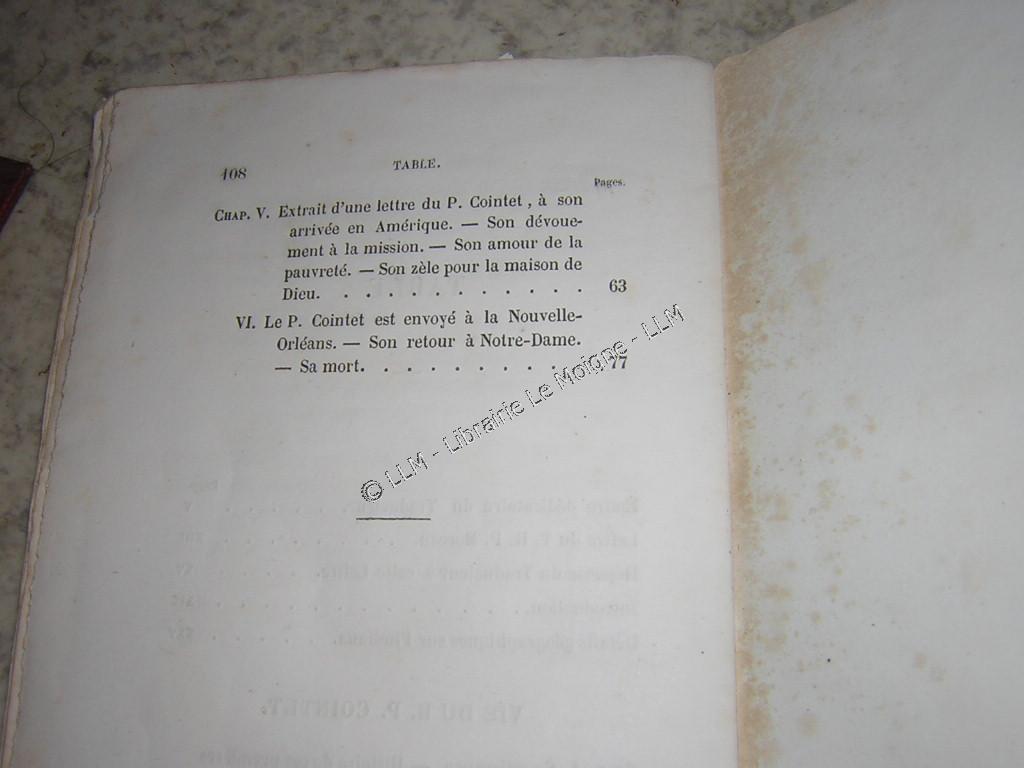 108 TABLE.
Pages.
CHAP. V. Extrait d'une lettre du P. Cointet, à son
arrivée en Amérique. — Son dévoue-
ment à la mission. — Son amour de la
pauvreté. — Son zèle pour la maison de
Dieu. . . . . . . . . . . . 63
VI. Le P. Cointet est envoyé à la Nouvelle-
Orléans. — Son retour à Notre-Dame.
— Sa mort. . . . . . . . . . 77
© LLM - Librairie Le Moigne - LLM